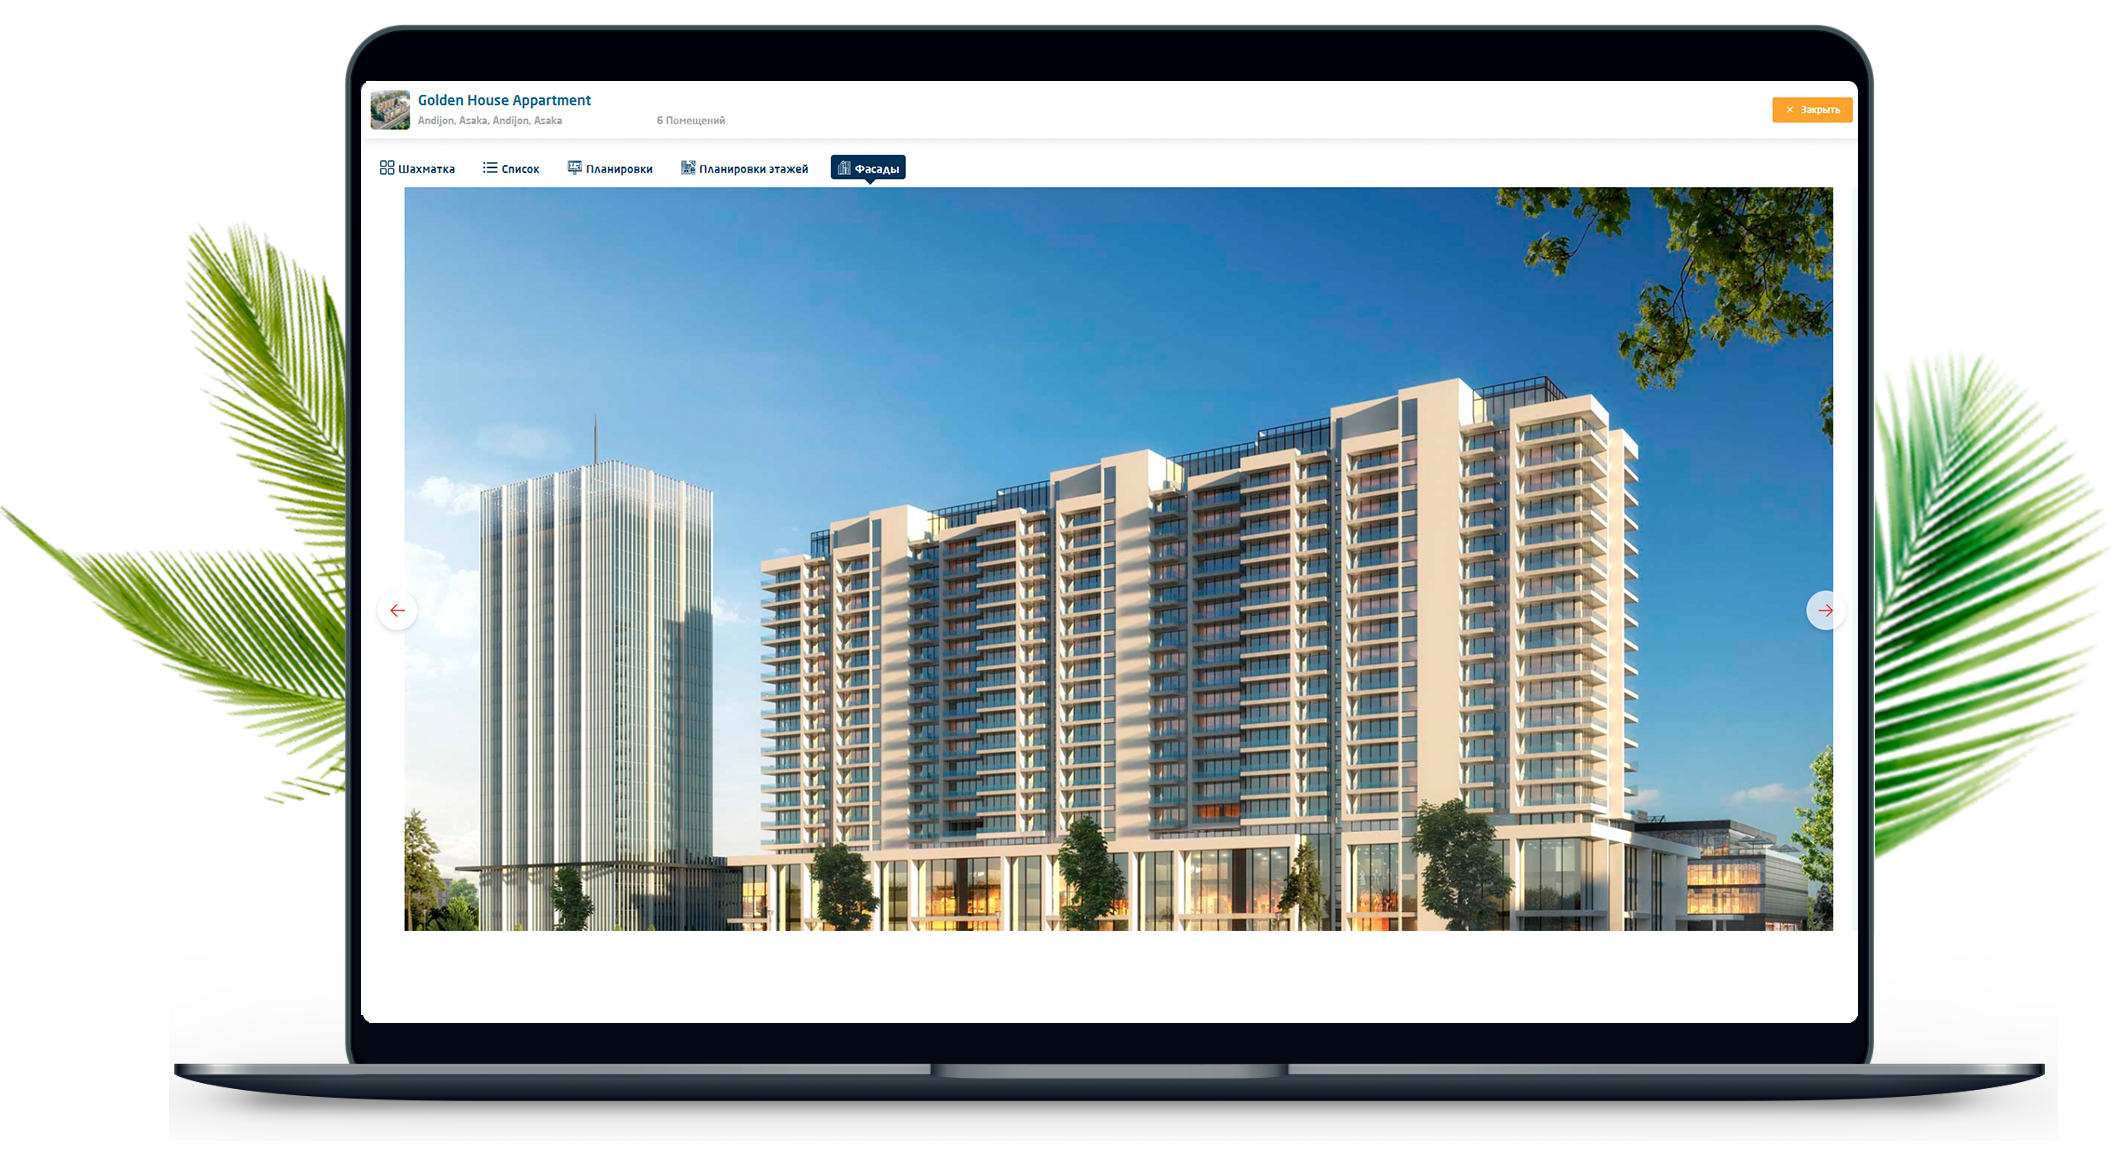 Golden House Appartment
Andijon, Asaka, Andijon, Asaka
6 Помещений
× Закрыть
Шахматка
Список
Планировки
Планировки этажей
Фасады